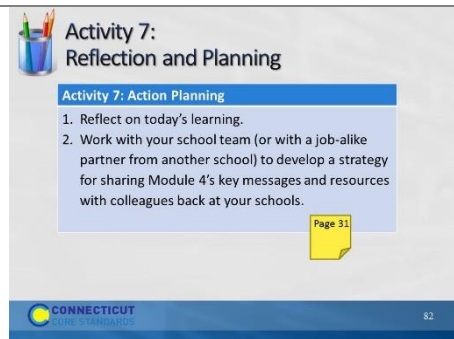 Activity 7:
Reflection and Planning
Activity 7: Action Planning
1. Reflect on today's learning.
2. Work with your school team (or with a job-alike
partner from another school) to develop a strategy
for sharing Module 4's key messages and resources
with colleagues back at your schools.
Page 31
CONNECTICUT
CORE STANDARDS
82